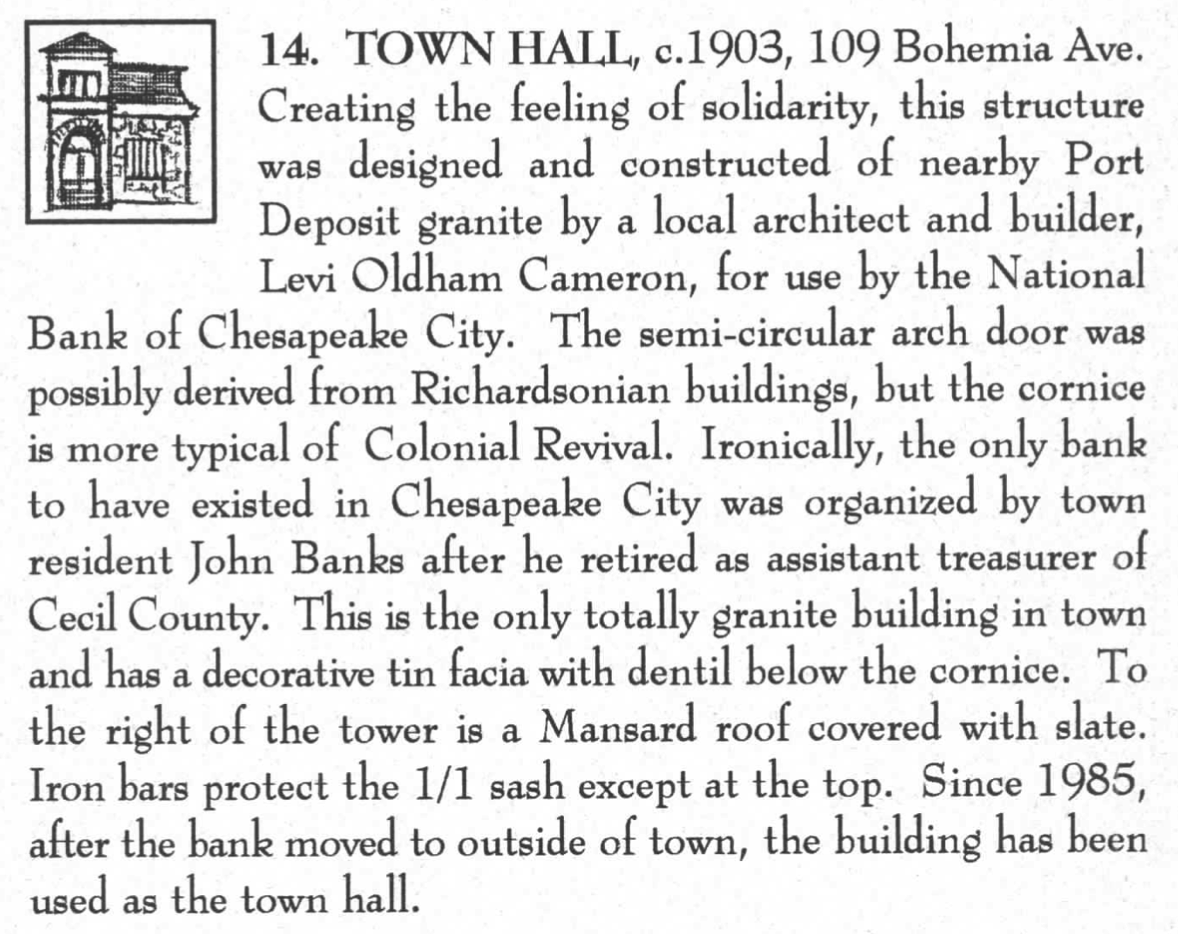 14. TOWN HALL, c.1903, 109 Bohemia Ave.
Creating the feeling of solidarity, this structure
was designed and constructed of nearby Port
Deposit granite by a local architect and builder,
Levi Oldham Cameron, for use by the National
Bank of Chesapeake City. The semi-circular arch door was
possibly derived from Richardsonian buildings, but the cornice
is more typical of Colonial Revival. Ironically, the only bank
to have existed in Chesapeake City was organized by town
resident John Banks after he retired as assistant treasurer of
Cecil County. This is the only totally granite building in town
and has a decorative tin facia with dentil below the cornice. To
the right of the tower is a Mansard roof covered with slate.
Iron bars protect the 1/1 sash except at the top. Since 1985,
after the bank moved to outside of town, the building has been
used as the town hall.